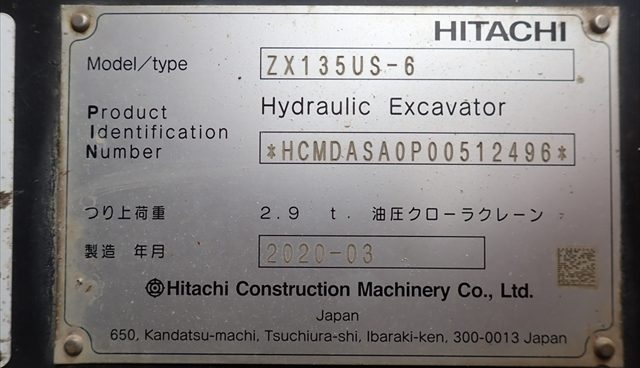 HITACHI
Model/type ZX135US-6
Product Identification Number Hydraulic Excavator
*HCMDASA0P00512496*
つり上荷重 2.9 t. 油圧クローラクレーン
製造 年月 2020-03
Hitachi Construction Machinery Co., Ltd.
Japan
650, Kandatsu-machi, Tsuchiura-shi, Ibaraki-ken, 300-0013 Japan